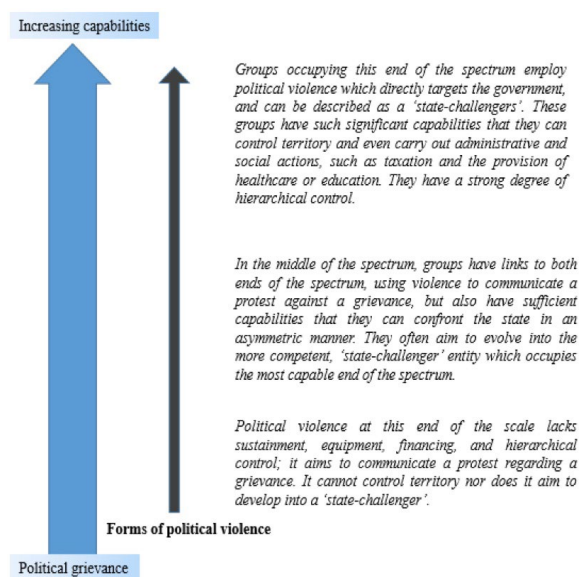 Increasing capabilities
Groups occupying this end of the spectrum employ
political violence which directly targets the government,
and can be described as a ‘state-challengers’. These
groups have such significant capabilities that they can
control territory and even carry out administrative and
social actions, such as taxation and the provision of
healthcare or education. They have a strong degree of
hierarchical control.
In the middle of the spectrum, groups have links to both
ends of the spectrum, using violence to communicate a
protest against a grievance, but also have sufficient
capabilities that they can confront the state in an
asymmetric manner. They often aim to evolve into the
more competent, ‘state-challenger’ entity which occupies
the most capable end of the spectrum.
Political violence at this end of the scale lacks
sustainment, equipment, financing, and hierarchical
control; it aims to communicate a protest regarding a
grievance. It cannot control territory nor does it aim to
develop into a ‘state-challenger’.
Forms of political violence
Political grievance